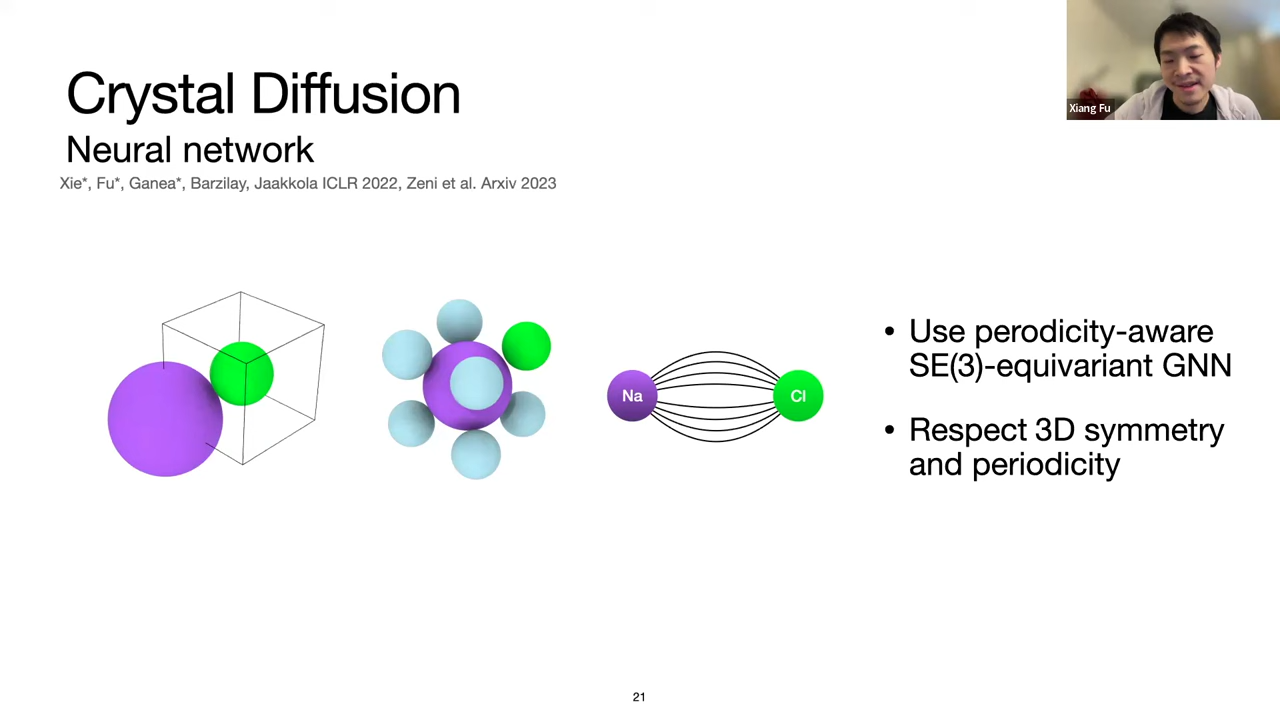 Crystal Diffusion
Neural network
Xie*, Fu*, Ganea*, Barzilay, Jaakkola ICLR 2022, Zeni et al. Arxiv 2023
Xiang Fu
Na
Cl
• Use perodicity-aware
SE(3)-equivariant GNN
• Respect 3D symmetry
and periodicity
21